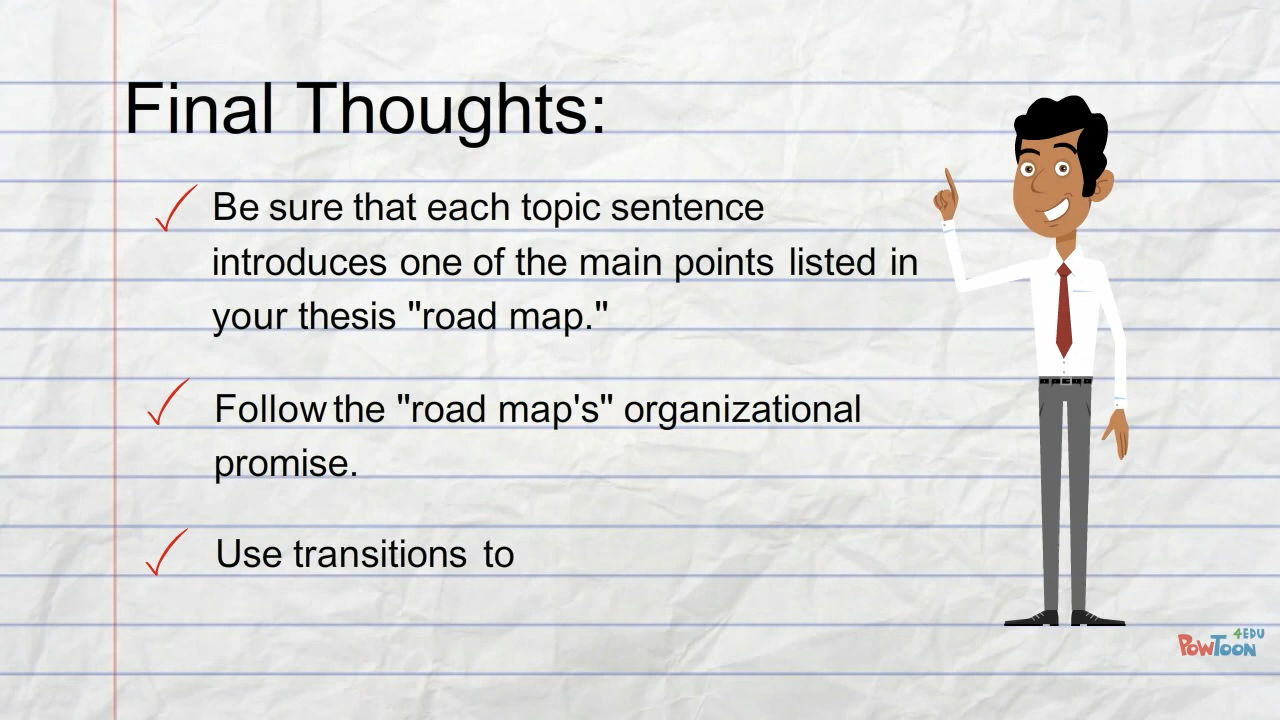 Final Thoughts:
Be sure that each topic sentence
introduces one of the main points listed in
your thesis "road map."
Follow the "road map's" organizational
promise.
Use transitions to
4EDU
PowToon